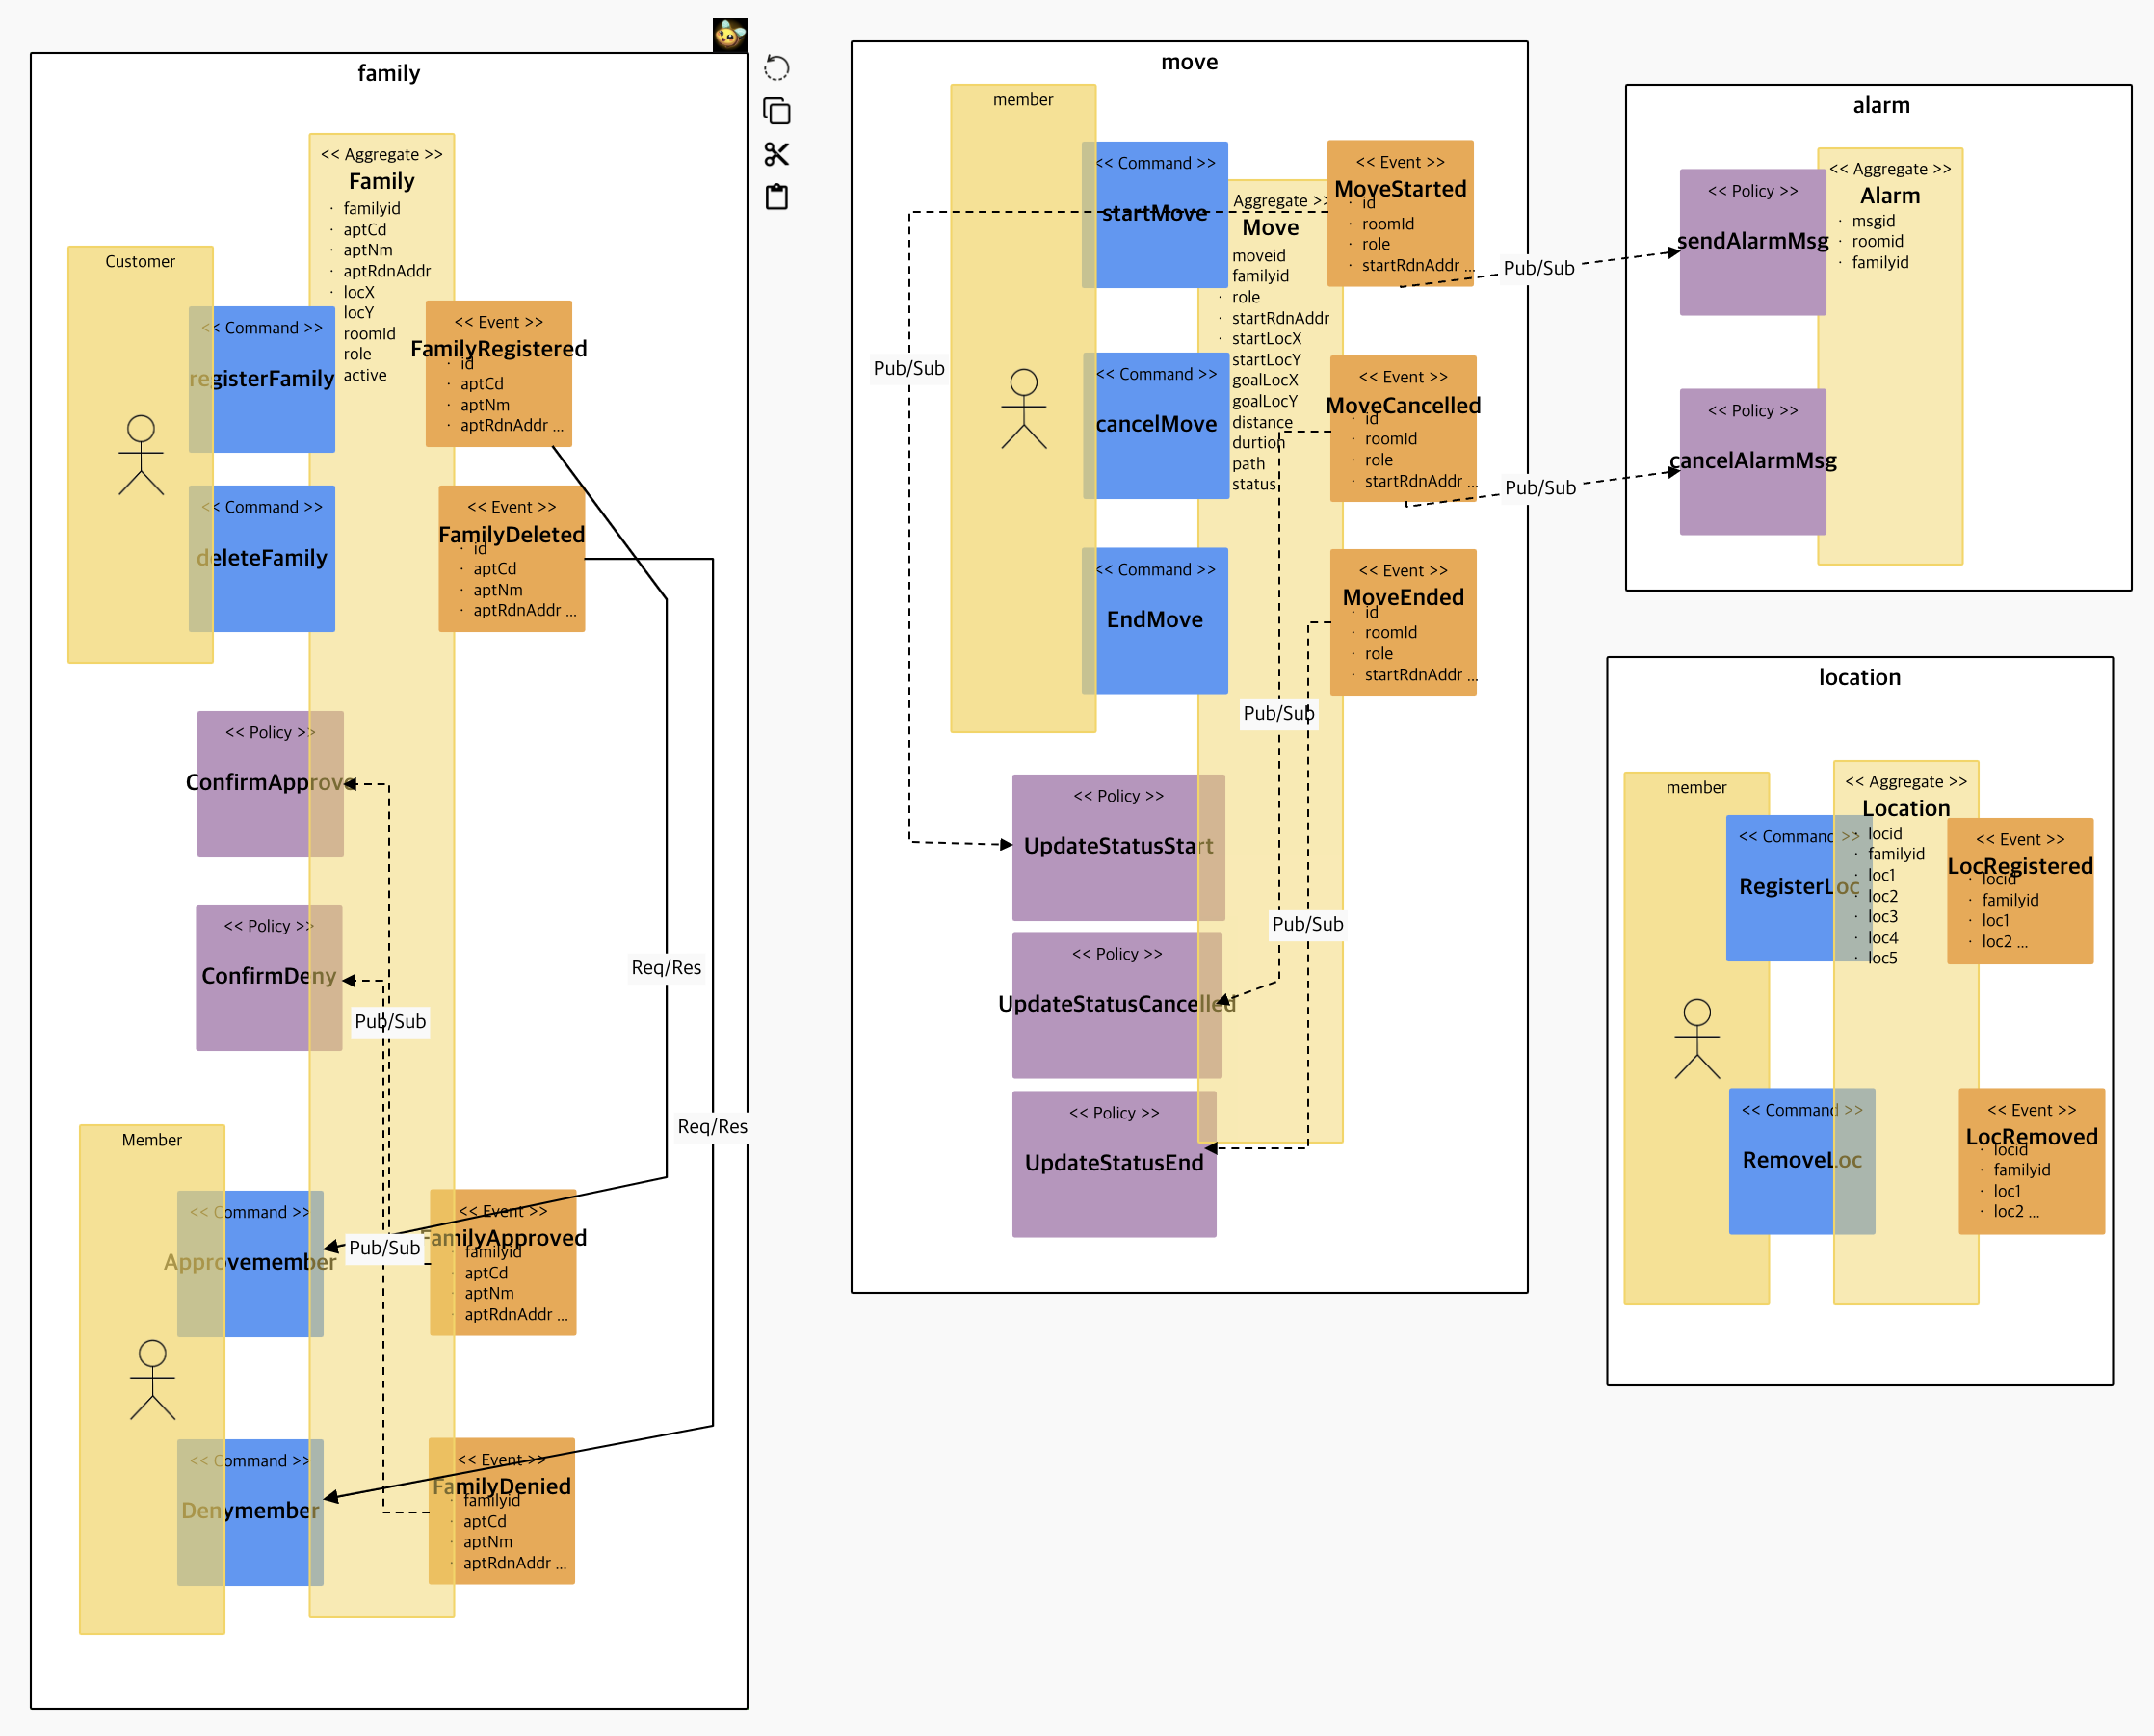 family
<< Aggregate >>
Family
· familyid
· aptCd
· aptNm
· aptRdnAddr
· locX
locY
roomId
role
active
Customer
<< Command >>
registerFamily
<< Event >>
FamilyRegistered
· id
· aptCd
· aptNm
· aptRdnAddr ...
<< Command >>
deleteFamily
<< Event >>
FamilyDeleted
· id
· aptCd
· aptNm
· aptRdnAddr ...
<< Policy >>
ConfirmApprove
<< Policy >>
ConfirmDeny
Pub/Sub
Req/Res
Req/Res
Member
<< Command >>
Approvemember
Pub/Sub
<< Event >>
FamilyApproved
· familyid
· aptCd
· aptNm
· aptRdnAddr ...
<< Command >>
Denymember
<< Event >>
FamilyDenied
· familyid
· aptCd
· aptNm
· aptRdnAddr ...
move
member
<< Command >>
startMove
Aggregate >>
Move
moveid
familyid
· role
· startRdnAddr
· startLocX
startLocY
goalLocX
goalLocY
distance
durtion
path
status
<< Event >>
MoveStarted
· id
· roomId
· role
· startRdnAddr ...
Pub/Sub
Pub/Sub
<< Command >>
cancelMove
<< Event >>
MoveCancelled
· id
· roomId
· role
· startRdnAddr ...
Pub/Sub
<< Command >>
EndMove
<< Event >>
MoveEnded
· id
· roomId
· role
· startRdnAddr ...
Pub/Sub
<< Policy >>
UpdateStatusStart
Pub/Sub
<< Policy >>
UpdateStatusCancelled
<< Policy >>
UpdateStatusEnd
alarm
<< Policy >>
sendAlarmMsg
<< Aggregate >>
Alarm
· msgid
· roomid
· familyid
<< Policy >>
cancelAlarmMsg
location
member
<< Aggregate >>
Location
· locid
· familyid
· loc1
· loc2
· loc3
· loc4
· loc5
<< Command >>
RegisterLoc
<< Event >>
LocRegistered
· locid
· familyid
· loc1
· loc2 ...
<< Command >>
RemoveLoc
<< Event >>
LocRemoved
· locid
· familyid
· loc1
· loc2 ...